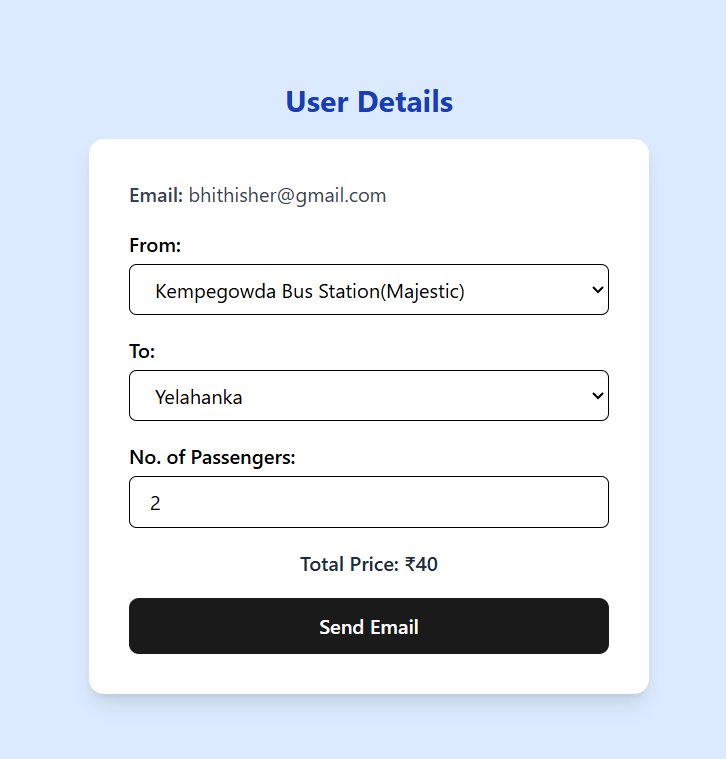 User Details
Email: bhithisher@gmail.com
From:
Kempegowda Bus Station(Majestic)
To:
Yelahanka
No. of Passengers:
2
Total Price: ₹40
Send Email